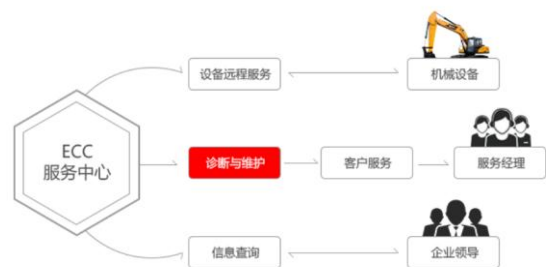 设备远程服务
机械设备
ECC
服务中心
诊断与维护
客户服务
服务经理
信息查询
企业领导